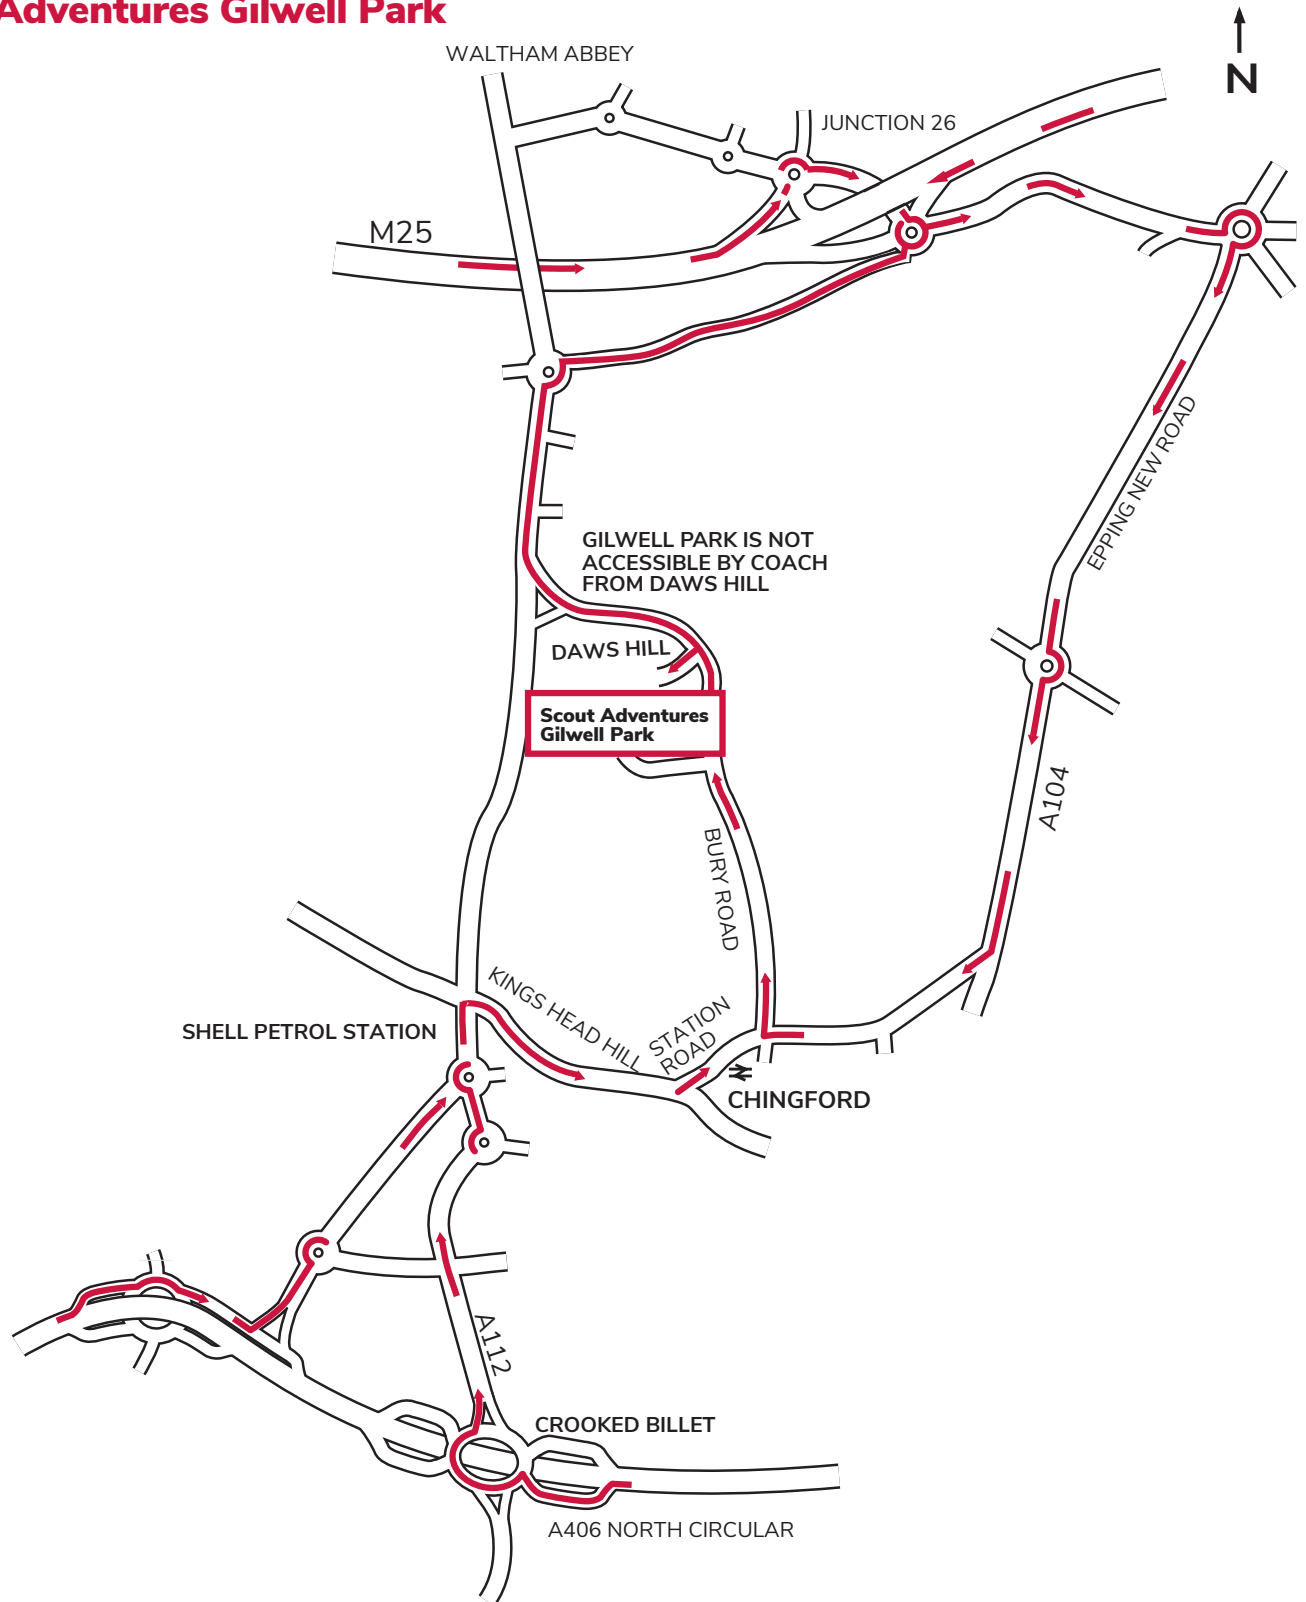 Adventures Gilwell Park
N
WALTHAM ABBEY
JUNCTION 26
M25
EPPING NEW ROAD
GILWELL PARK IS NOT
ACCESSIBLE BY COACH
FROM DAWS HILL
DAWS HILL
Scout Adventures
Gilwell Park
A104
BURY ROAD
KINGS HEAD HILL
STATION
ROAD
SHELL PETROL STATION
CHINGFORD
A112
CROOKED BILLET
A406 NORTH CIRCULAR